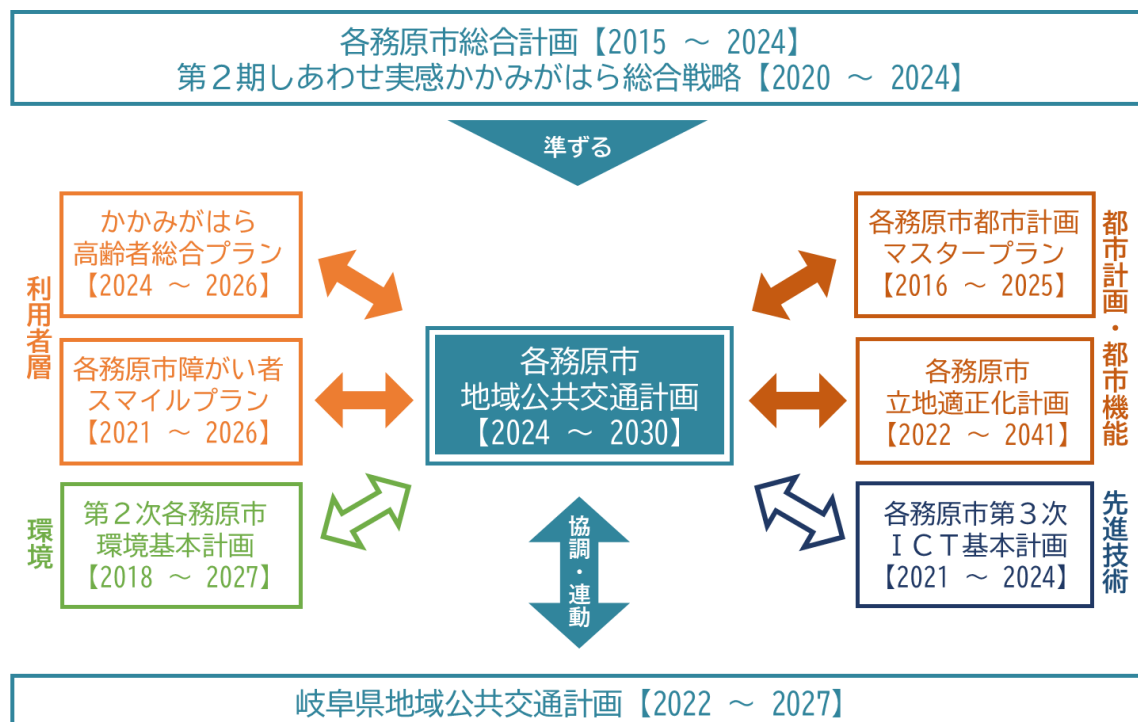 各務原市総合計画【2015 ～ 2024】
第２期しあわせ実感かかみがはら総合戦略【2020 ～ 2024】
準ずる
利用者層
かかみがはら
高齢者総合プラン
【2024 ～ 2026】
各務原市障がい者
スマイルプラン
【2021 ～ 2026】
環境
第２次各務原市
環境基本計画
【2018 ～ 2027】
各務原市
地域公共交通計画
【2024 ～ 2030】
協調・連動
各務原市都市計画
マスタープラン
【2016 ～ 2025】
各務原市
立地適正化計画
【2022 ～ 2041】
都市計画・都市機能
各務原市第３次
ＩＣＴ基本計画
【2021 ～ 2024】
先進技術
岐阜県地域公共交通計画【2022 ～ 2027】